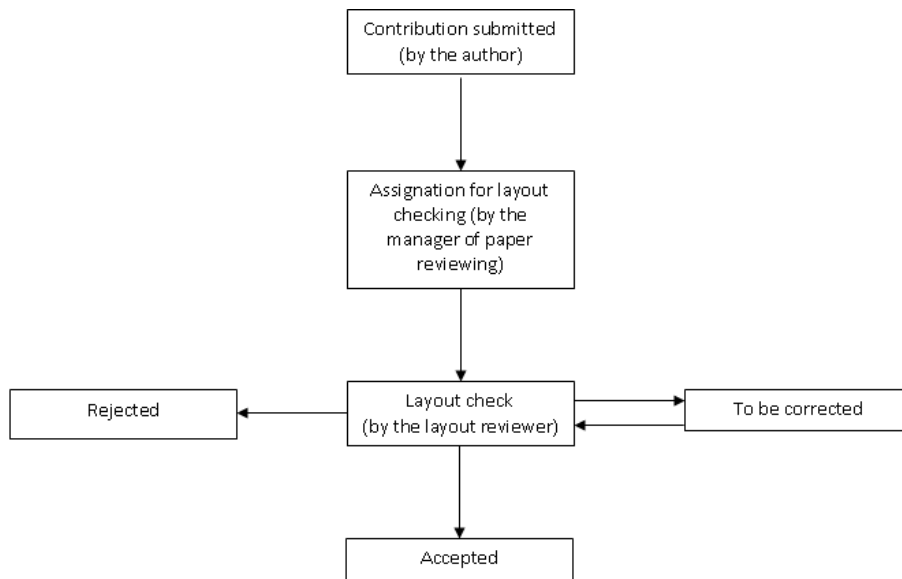 Contribution submitted
(by the author)
Assignation for layout
checking (by the
manager of paper
reviewing)
Rejected
Layout check
(by the layout reviewer)
To be corrected
Accepted